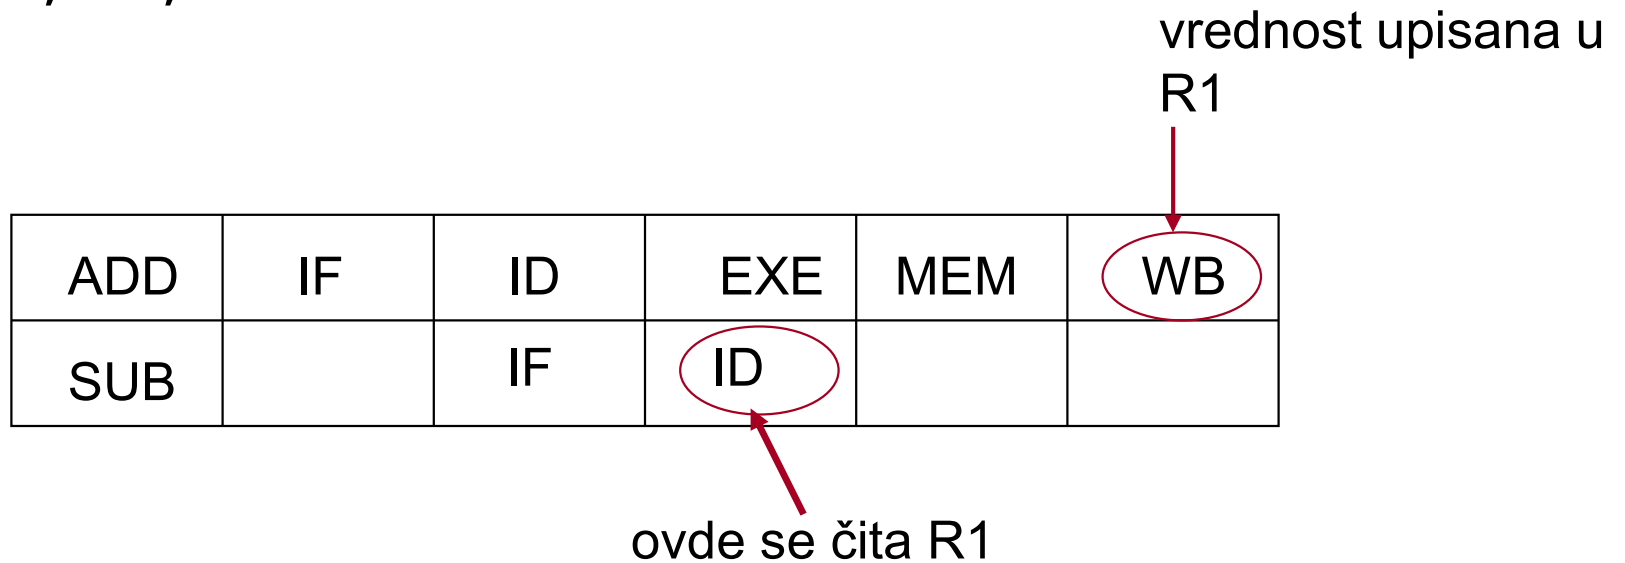 vrednost upisana u
R1
ADD IF ID EXE MEM WB
SUB IF ID
ovde se čita R1